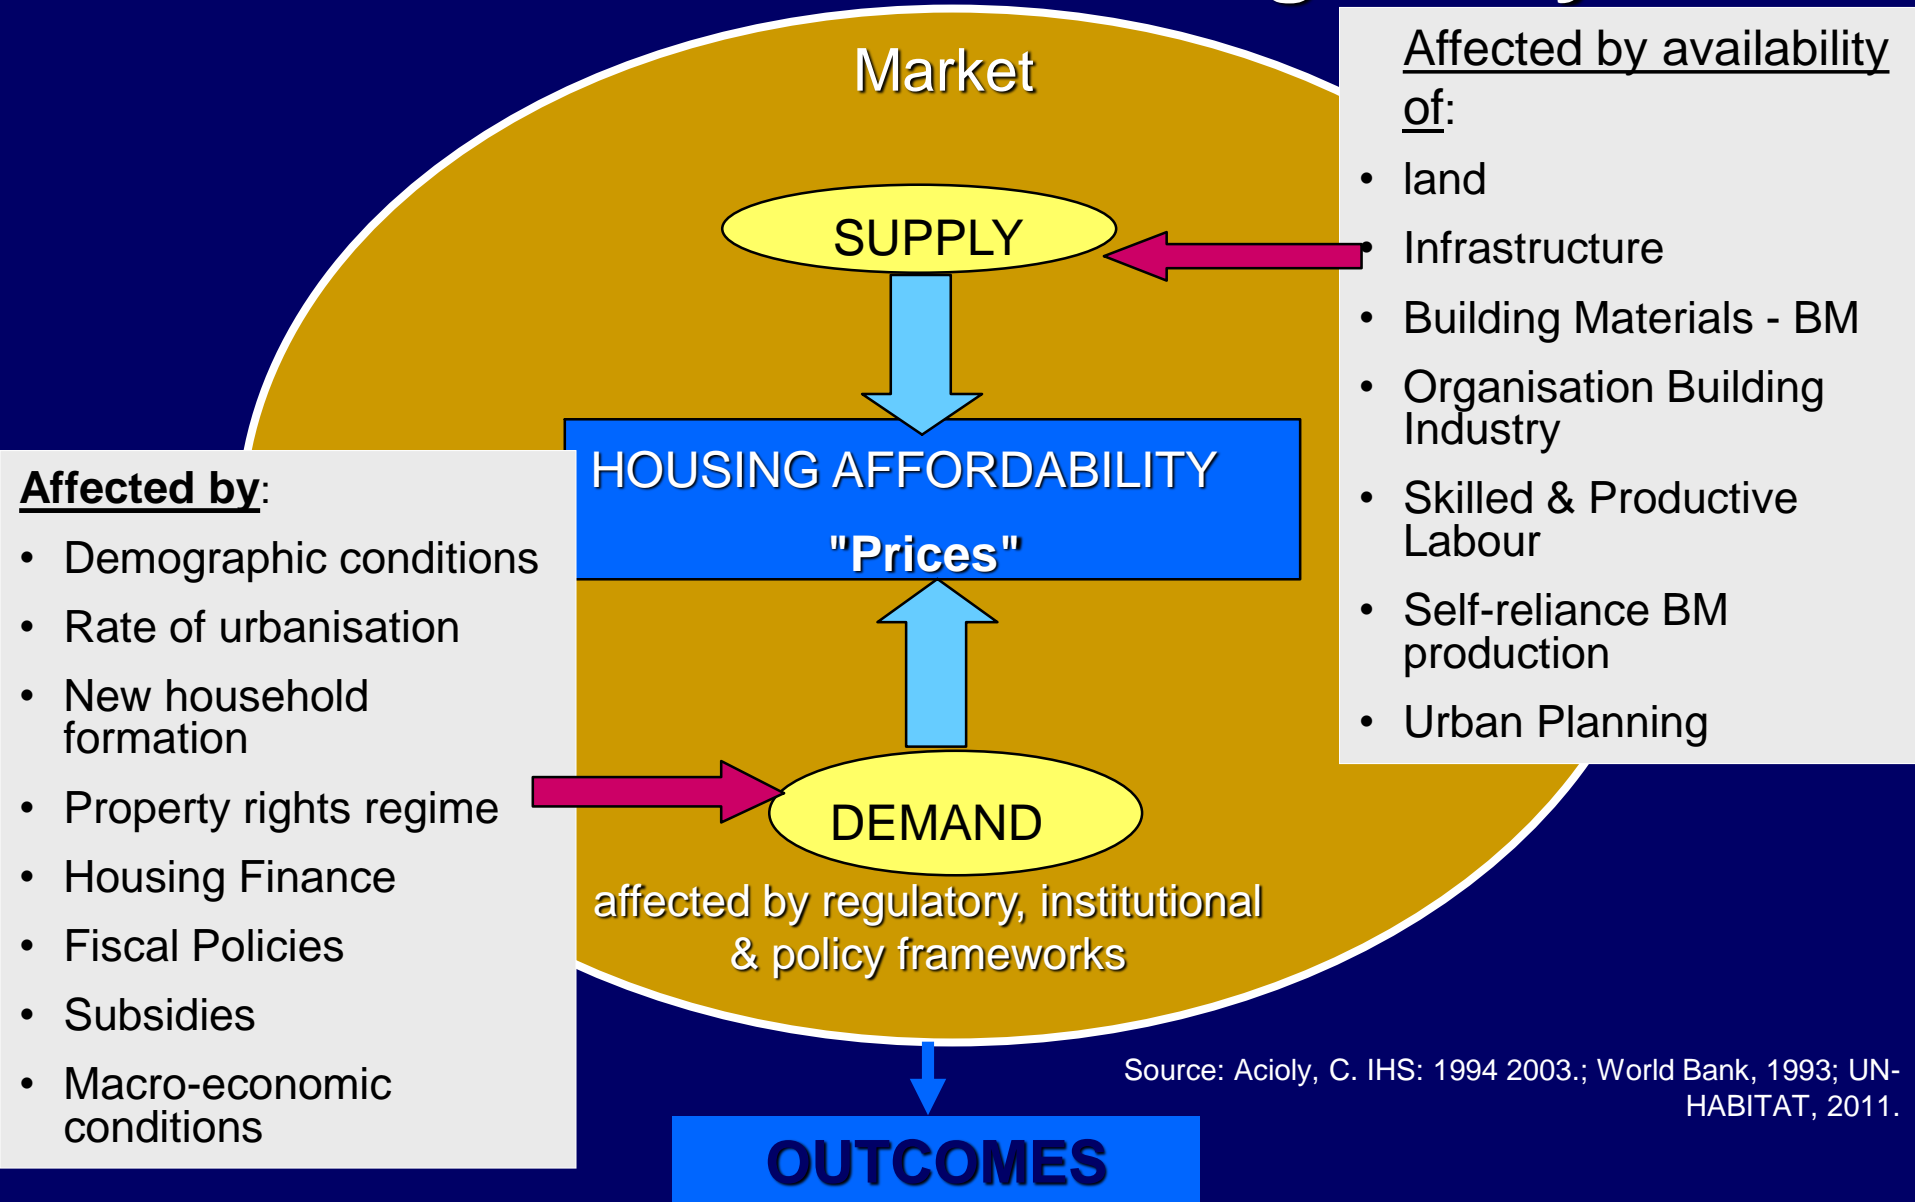 Market
SUPPLY
HOUSING AFFORDABILITY
"Prices"
DEMAND
affected by regulatory, institutional
& policy frameworks
OUTCOMES
Affected by availability
of:
• land
• Infrastructure
• Building Materials - BM
• Organisation Building
Industry
• Skilled & Productive
Labour
• Self-reliance BM
production
• Urban Planning
Affected by:
• Demographic conditions
• Rate of urbanisation
• New household
formation
• Property rights regime
• Housing Finance
• Fiscal Policies
• Subsidies
• Macro-economic
conditions
Source: Acioly, C. IHS: 1994 2003.; World Bank, 1993; UN-
HABITAT, 2011.